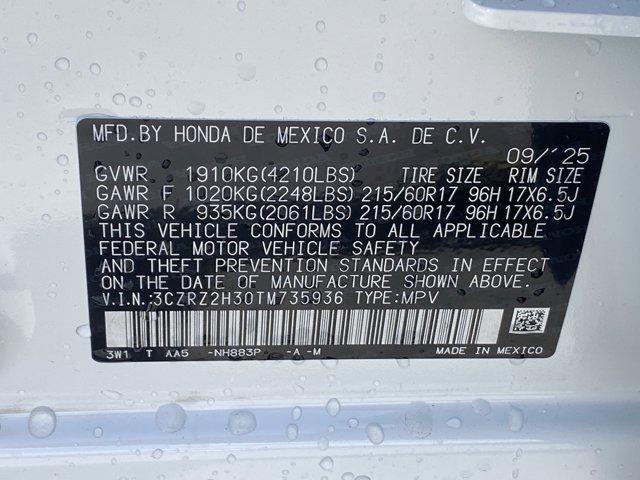 MFD.BY HONDA DE MEXICO S.A. DE C.V.
09/'25
GVWR 1910KG(4210LBS) TIRE SIZE RIM SIZE
GAWR F 1020KG(2248LBS) 215/60R17 96H 17X6.5J
GAWR R 935KG(2061LBS) 215/60R17 96H 17X6.5J
THIS VEHICLE CONFORMS TO ALL APPLICABLE
FEDERAL MOTOR VEHICLE SAFETY
AND THEFT PREVENTION STANDARDS IN EFFECT
ON THE DATE OF MANUFACTURE SHOWN ABOVE.
V.I.N.:3CZRZ2H30TM735936 TYPE:MPV
3W1 T AA5 -NH883P -A-M MADE IN MEXICO